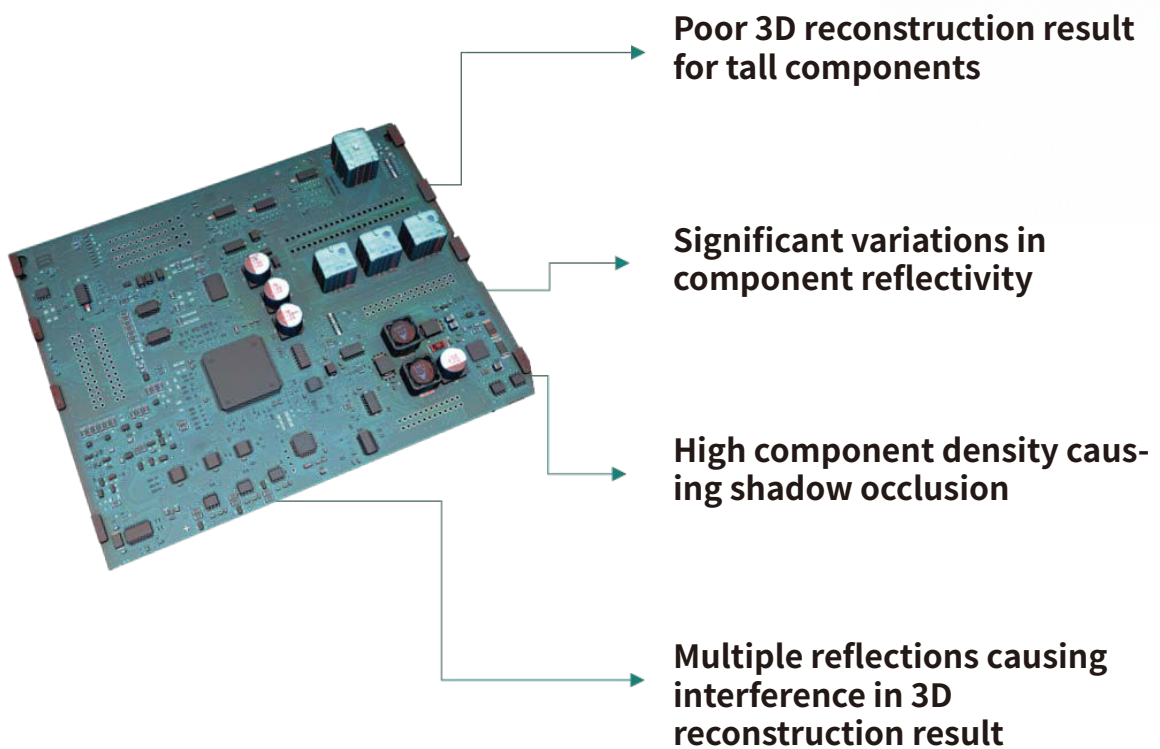 Poor 3D reconstruction result
for tall components
Significant variations in
component reflectivity
High component density caus-
ing shadow occlusion
Multiple reflections causing
interference in 3D
reconstruction result